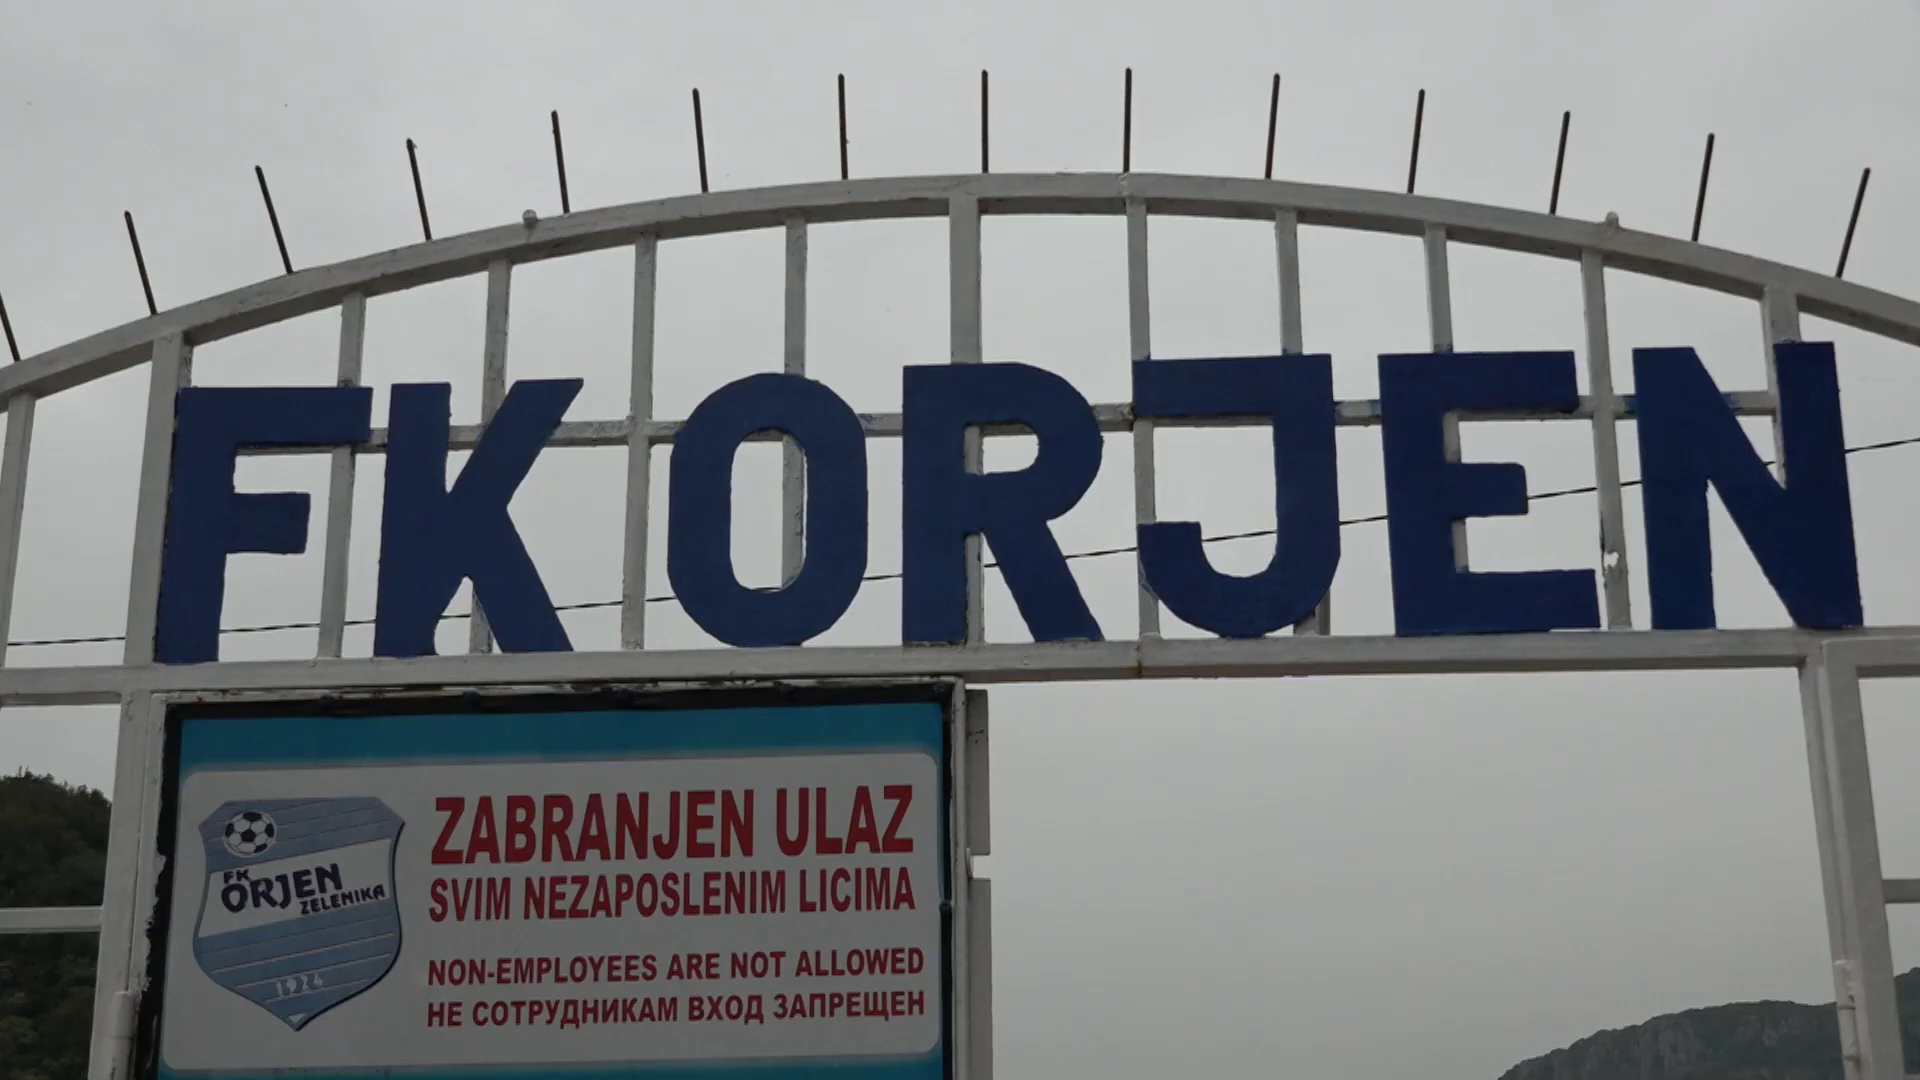 FK ORJEN
FK
ORJEN
ZELENIKA
1924
ZABRANJEN ULAZ
SVIM NEZAPOSLENIM LICIMA
NON-EMPLOYEES ARE NOT ALLOWED
НЕ СОТРУДНИКАМ ВХОД ЗАПРЕЩЕН